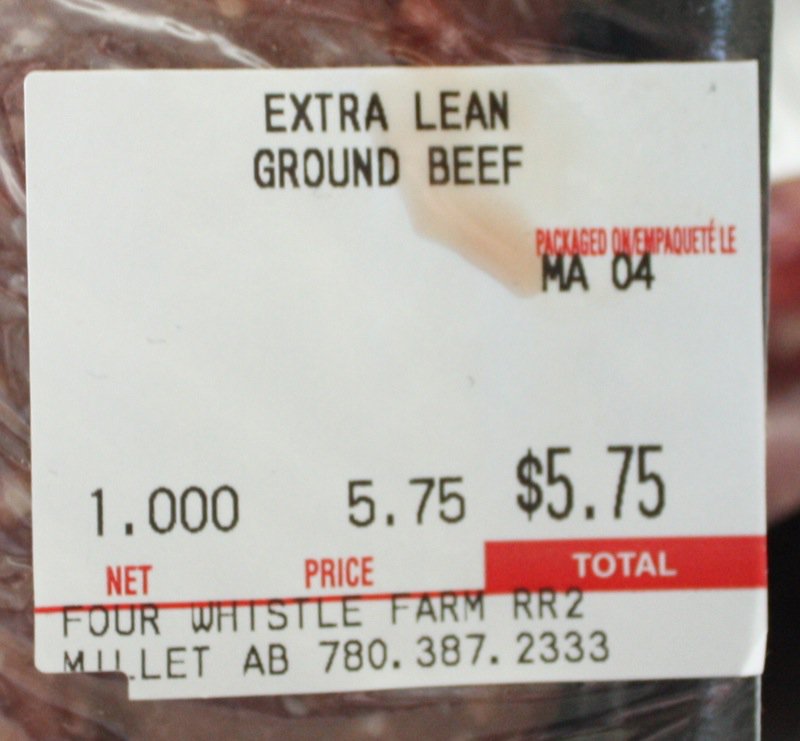 EXTRA LEAN
GROUND BEEF
PACKAGED ON/EMPAQUETÉ LE
MA 04
1.000 5.75 $5.75
NET PRICE TOTAL
FOUR WHISTLE FARM RR2
MILLET AB 780.387.2333